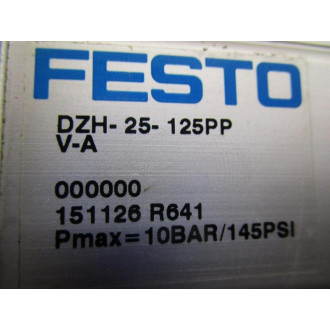 FESTO
DZH- 25- 125PP
V-A
000000
151126 R641
Pmax=10BAR/145PSI